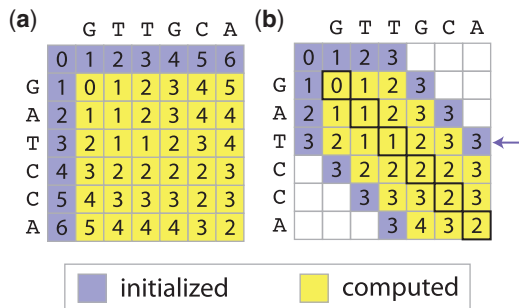 (a) G T T G C A
0 1 2 3 4 5 6
G 1 0 1 2 3 4 5
A 2 1 1 2 3 4 4
T 3 2 1 1 2 3 4
C 4 3 2 2 2 2 3
C 5 4 3 3 3 2 3
A 6 5 4 4 4 3 2
(b) G T T G C A
0 1 2 3
G 1 0 1 2 3
A 2 1 1 2 3 3
T 3 2 1 1 2 3 3
C 3 2 2 2 2 3
C 3 3 3 2 3
A 3 4 3 2
initialized computed